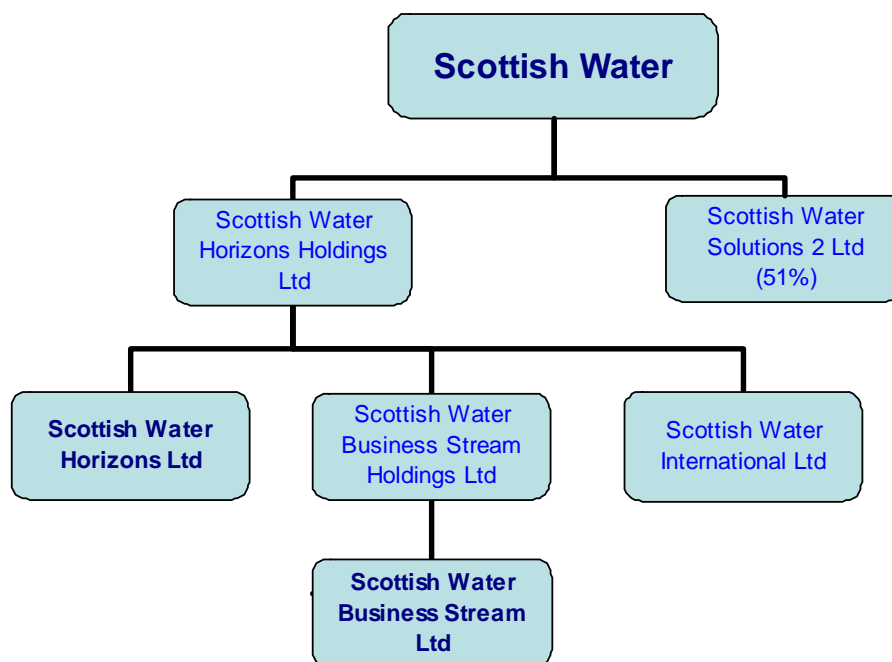 Scottish Water
Scottish Water
Horizons Holdings
Ltd
Scottish Water
Solutions 2 Ltd
(51%)
Scottish Water
Horizons Ltd
Scottish Water
Business Stream
Holdings Ltd
Scottish Water
International Ltd
Scottish Water
Business Stream
Ltd